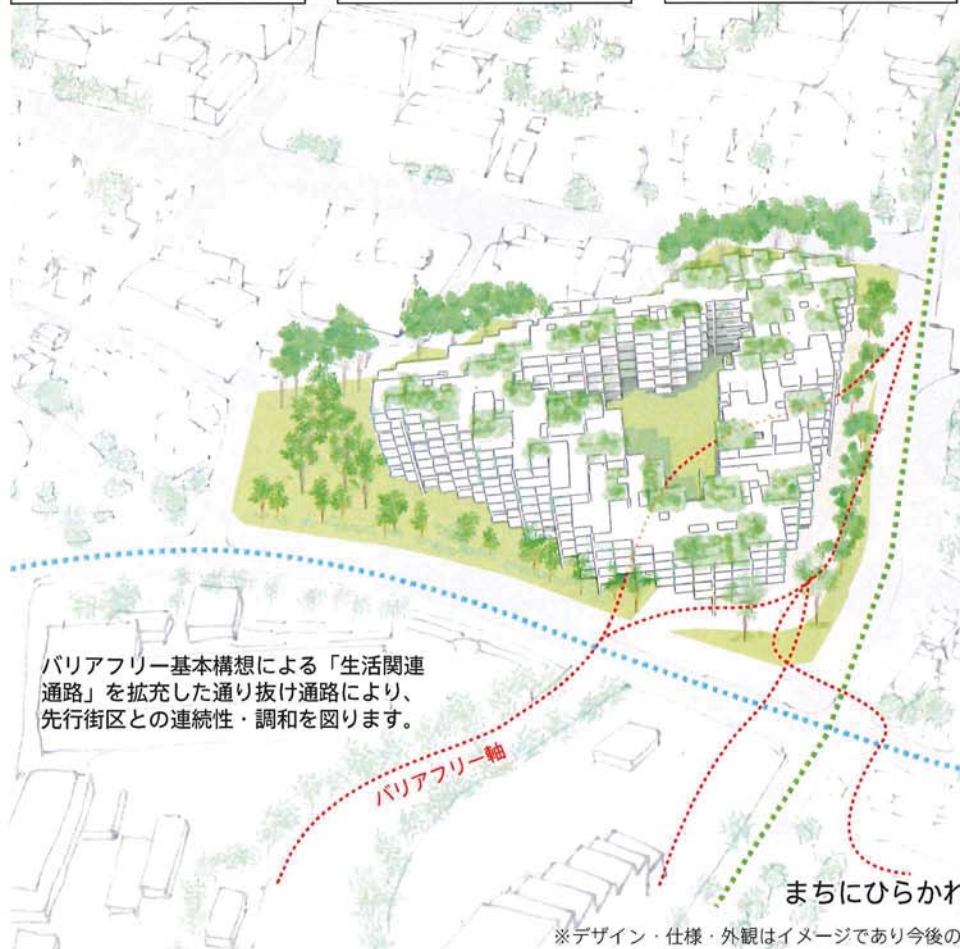 バリアフリー基本構想による「生活関連
通路」を拡充した通り抜け通路により、
先行街区との連続性・調和を図ります。
バリアフリー軸
まちにひらかれ
※デザイン・仕様・外観はイメージであり今後の